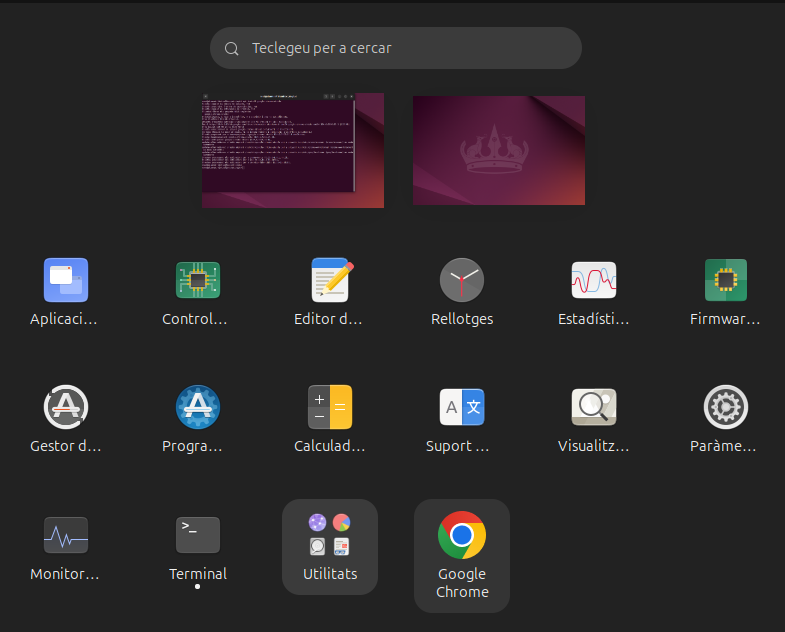 Teclegeu per a cercar
Aplicaci...
Control...
Editor d...
Rellotges
Estadísti...
Firmwar...
Gestor d...
Progra...
Calculad...
Suport ...
Visualitz...
Paràme...
Monitor...
Terminal
Utilitats
Google
Chrome